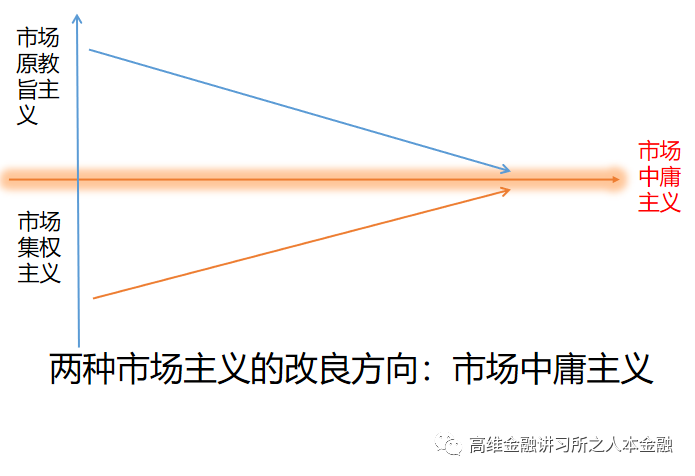 市场
原教
旨主
义
市场
中庸
主义
市场
集权
主义
两种市场主义的改良方向：市场中庸主义
高维金融讲习所之人本金融